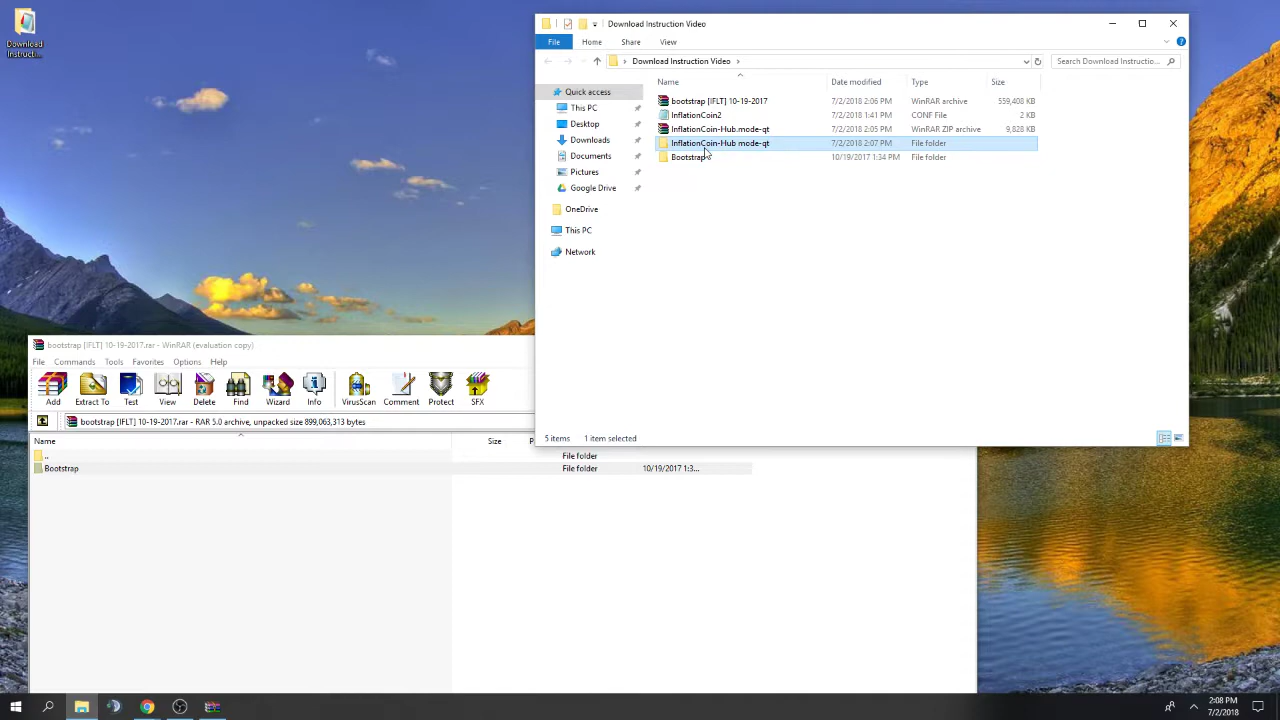 Download
Instruct...
Download Instruction Video
File Home Share View
Download Instruction Video
Search Download Instructio...
Name Date modified Type Size
Quick access
This PC
Desktop
Downloads
Documents
Pictures
Google Drive
OneDrive
This PC
Network
bootstrap [IFLT] 10-19-2017 7/2/2018 2:06 PM WinRAR archive 559,408 KB
InflationCoin2 7/2/2018 1:41 PM CONF File 2 KB
InflationCoin-Hub.mode-qt 7/2/2018 2:05 PM WinRAR ZIP archive 9,828 KB
InflationCoin-Hub mode-qt 7/2/2018 2:07 PM File folder
Bootstrap 10/19/2017 1:34 PM File folder
5 items 1 item selected
bootstrap [IFLT] 10-19-2017.rar - WinRAR (evaluation copy)
File Commands Tools Favorites Options Help
Add Extract To Test View Delete Find Wizard Info VirusScan Comment Protect SFX
bootstrap [IFLT] 10-19-2017.rar - RAR 5.0 archive, unpacked size 899,063,313 bytes
Name Size P
.. File folder
Bootstrap File folder 10/19/2017 1:3...
2:08 PM
7/2/2018